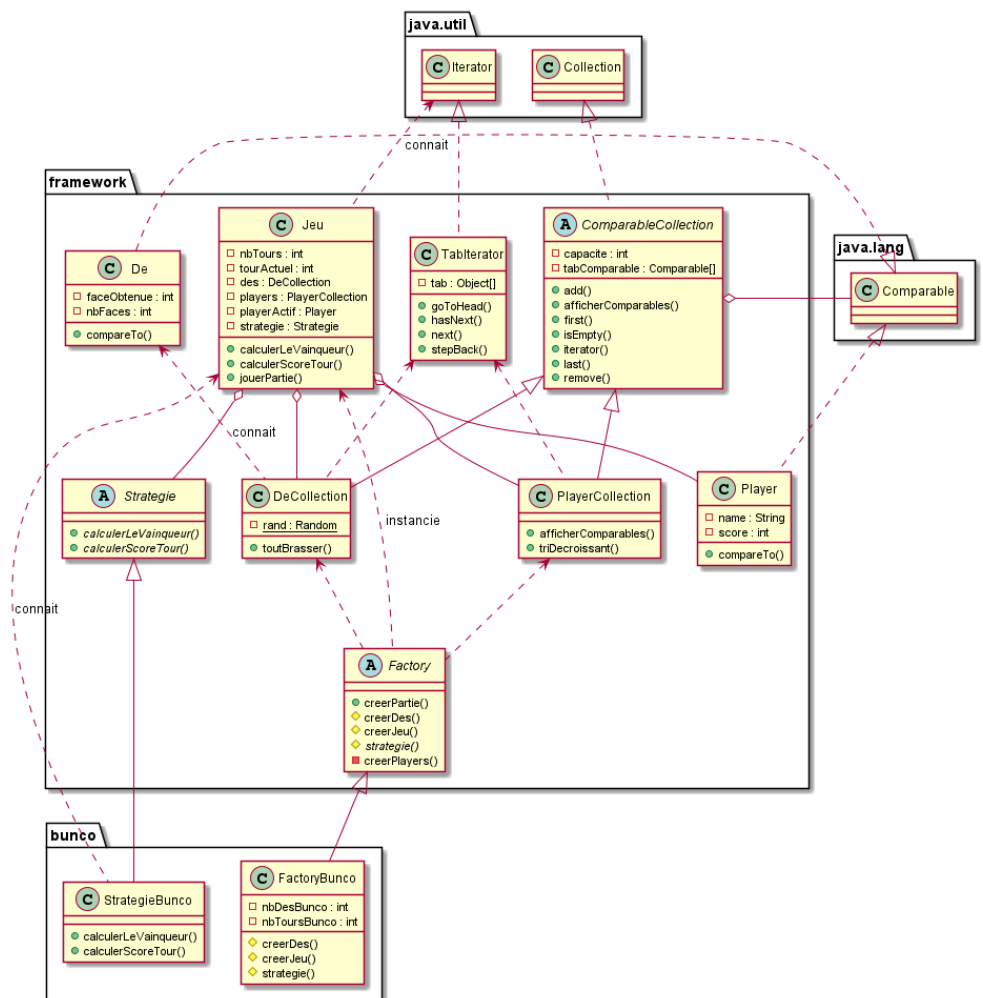 java.util
C Iterator
C Collection
connait
framework
C Jeu
nbTours : int
tourActuel : int
des : DeCollection
players : PlayerCollection
playerActif : Player
strategie : Strategie
calculerLeVainqueur()
calculerScoreTour()
jouerPartie()
A ComparableCollection
capacite : int
tabComparable : Comparable[]
add()
afficherComparables()
first()
isEmpty()
iterator()
last()
remove()
C De
faceObtenue : int
nbFaces : int
compareTo()
C TabIterator
tab : Object[]
goToHead()
hasNext()
next()
stepBack()
java.lang
C Comparable
connait
A Strategie
calculerLeVainqueur()
calculerScoreTour()
C DeCollection
rand : Random
toutBrasser()
instancie
C PlayerCollection
afficherComparables()
triDecroissant()
C Player
name : String
score : int
compareTo()
connait
A Factory
creerPartie()
creerDes()
creerJeu()
strategie()
creerPlayers()
bunco
C StrategieBunco
calculerLeVainqueur()
calculerScoreTour()
C FactoryBunco
nbDesBunco : int
nbToursBunco : int
creerDes()
creerJeu()
strategie()